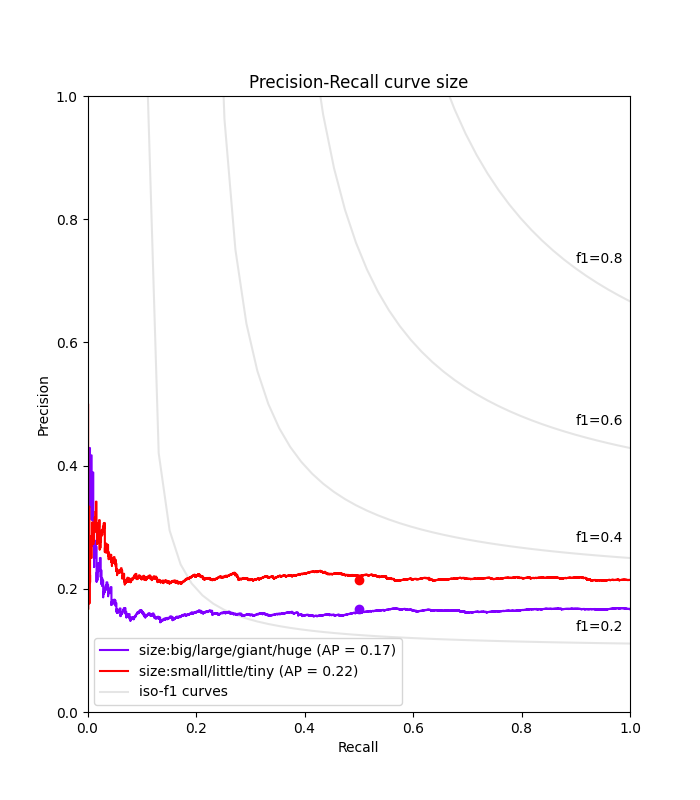 Precision-Recall curve size
1.0
0.8
0.6
0.4
0.2
0.0
Precision
f1=0.8
f1=0.6
f1=0.4
f1=0.2
size:big/large/giant/huge (AP = 0.17)
size:small/little/tiny (AP = 0.22)
iso-f1 curves
0.0 0.2 0.4 0.6 0.8 1.0
Recall